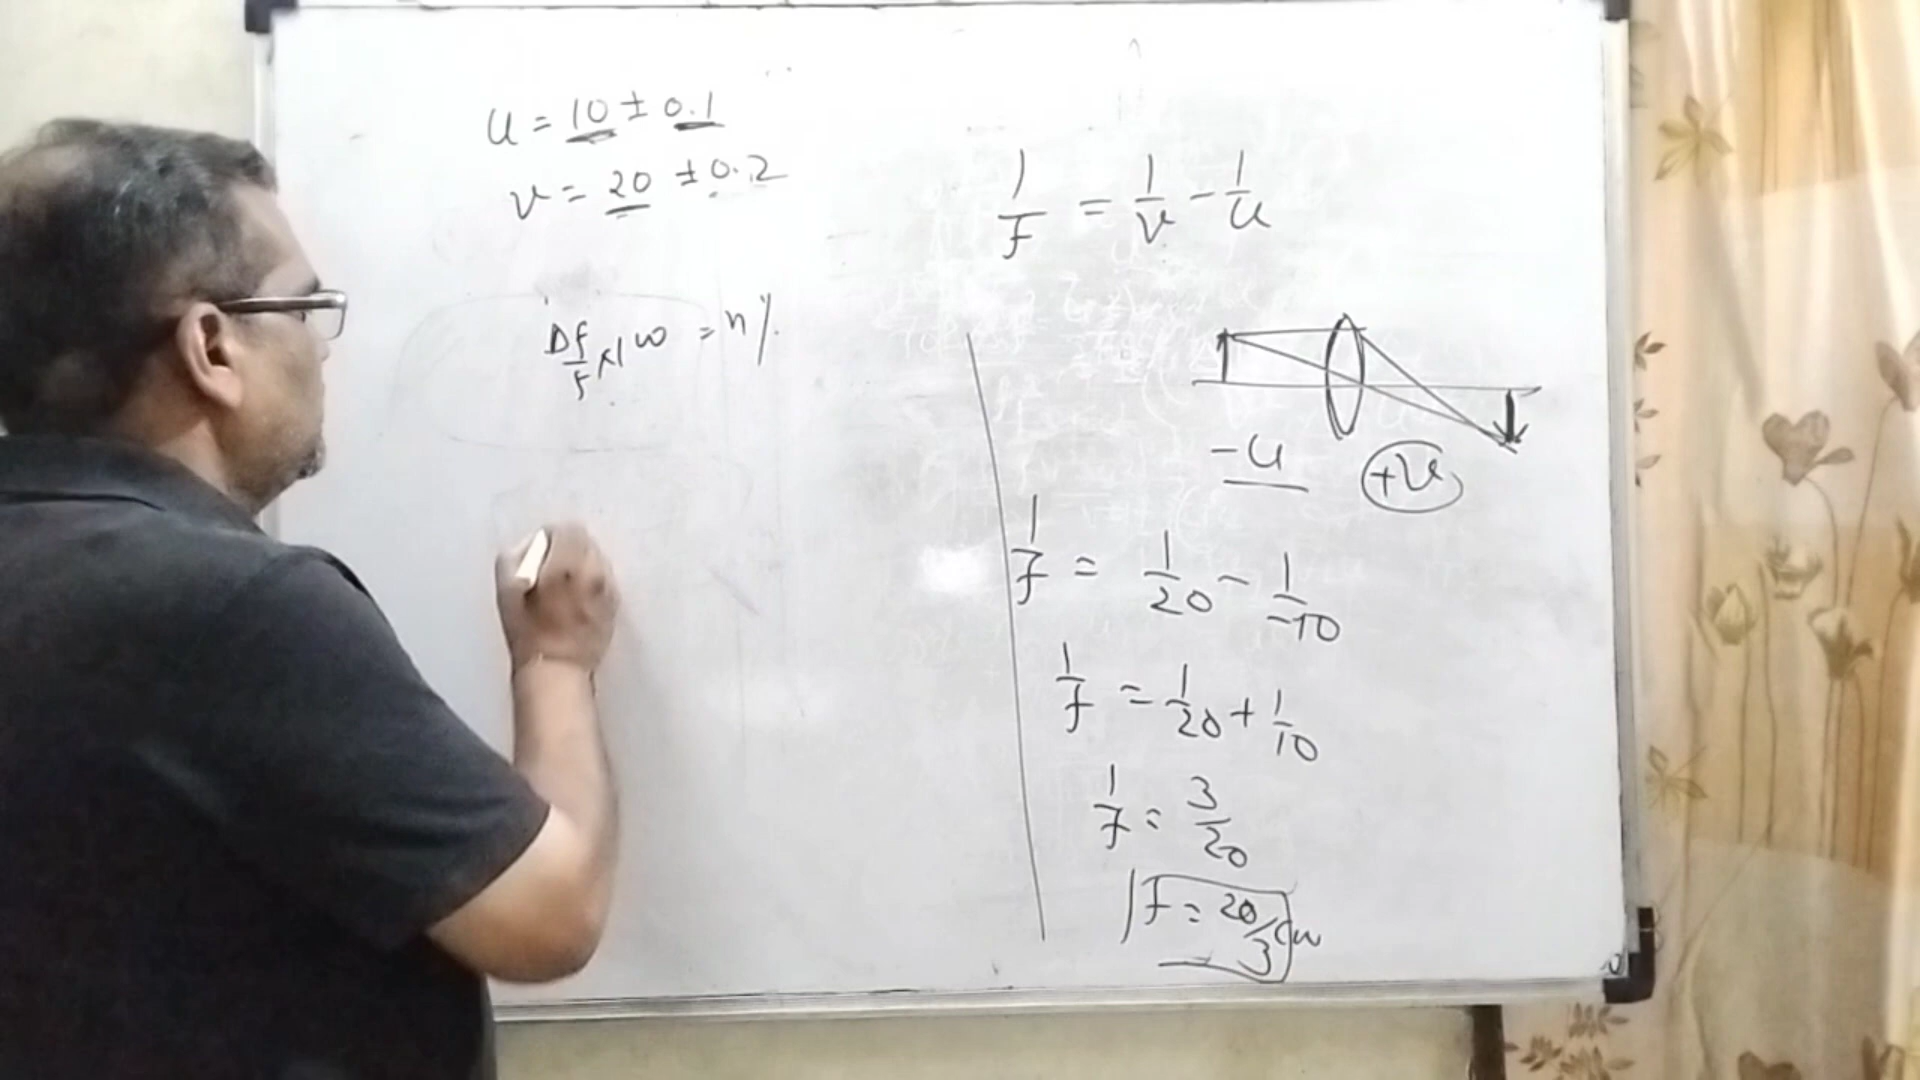 u = 10 ± 0.1
v = 20 ± 0.2
Δf/f × 100 = n%
1/f = 1/v - 1/u
-u
+v
1/f = 1/20 - 1/-10
1/f = 1/20 + 1/10
1/f = 3/20
f = 20/3 cm